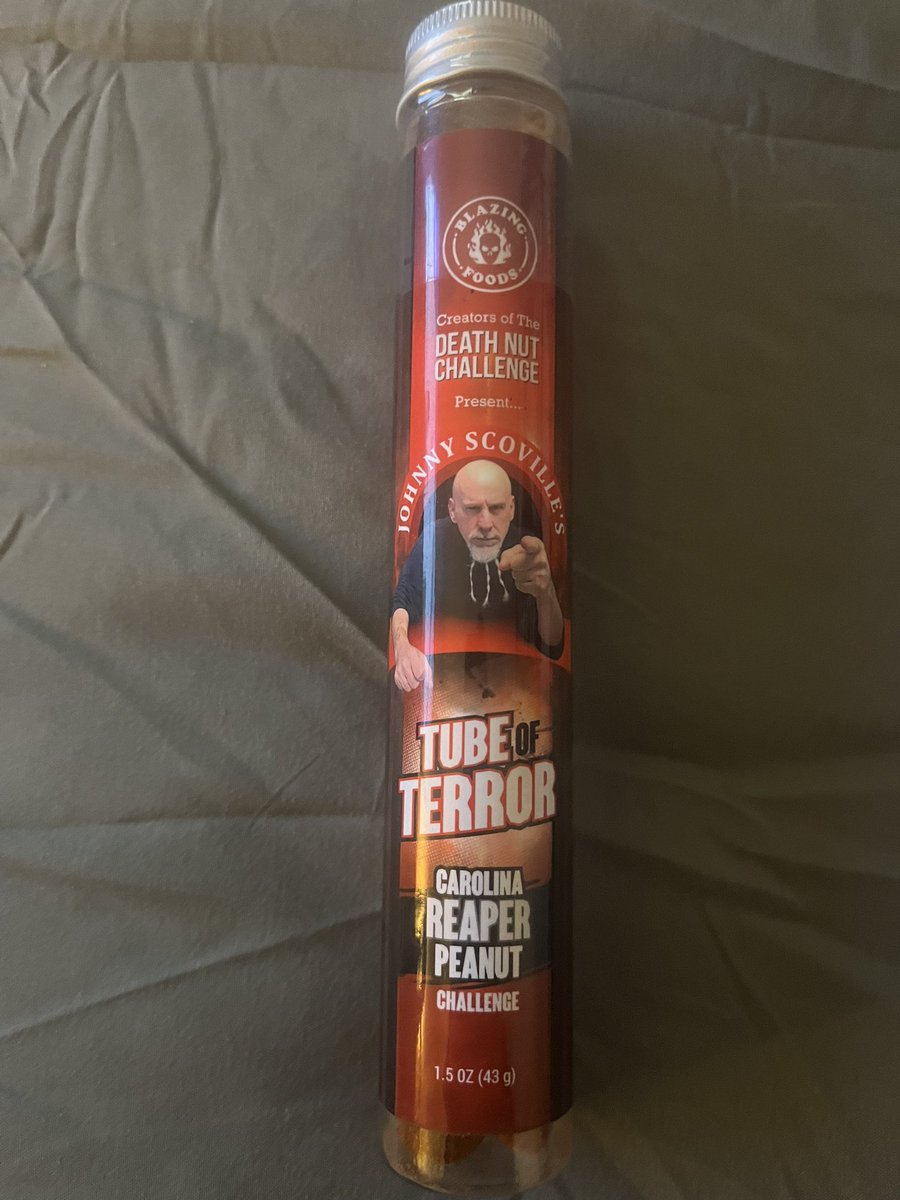 BLAZING
FOODS
Creators of The
DEATH NUT
CHALLENGE
Present...
JOHNNY SCOVILLE'S
TUBE OF
TERROR
CAROLINA
REAPER
PEANUT
CHALLENGE
1.5 OZ (43 g)